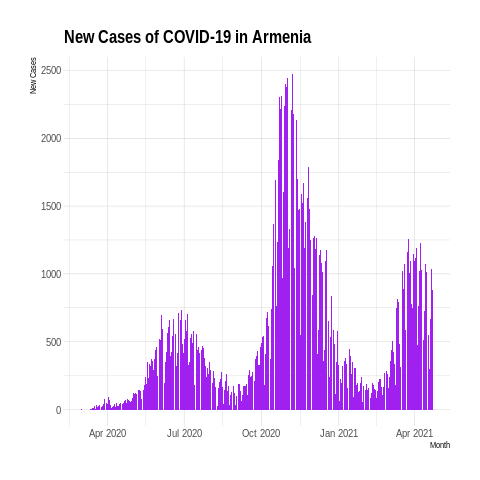 New Cases of COVID-19 in Armenia
New Cases
2500
2000
1500
1000
500
0
Apr 2020
Jul 2020
Oct 2020
Jan 2021
Apr 2021
Month